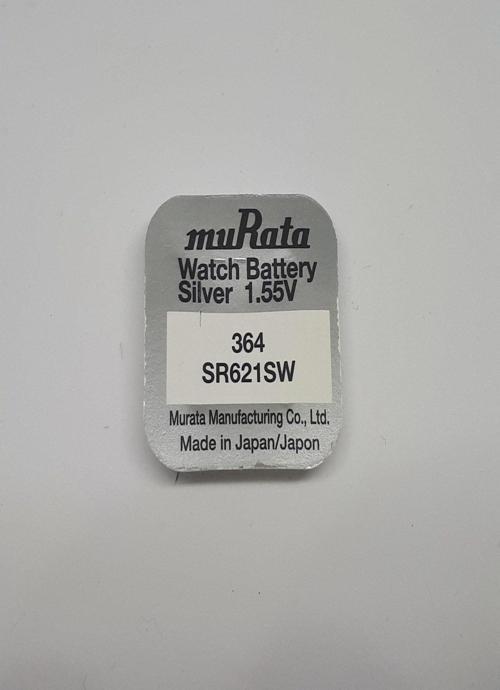 muRata
Watch Battery
Silver 1.55V
364
SR621SW
Murata Manufacturing Co., Ltd.
Made in Japan/Japon